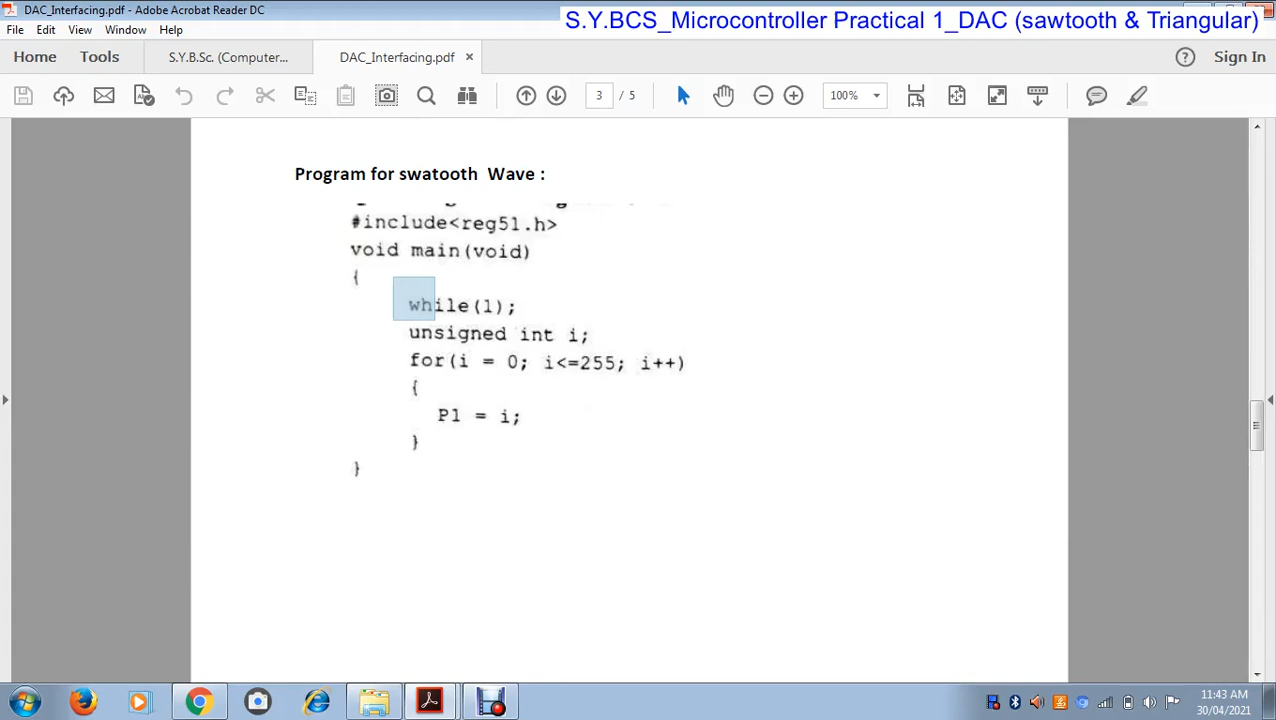 DAC_Interfacing.pdf - Adobe Acrobat Reader DC
S.Y.BCS_Microcontroller Practical 1_DAC (sawtooth & Triangular)
File Edit View Window Help
Home Tools S.Y.B.Sc. (Computer... DAC_Interfacing.pdf × ? Sign In
3 / 5 100%
Program for swatooth Wave :
#include<reg51.h>
void main(void)
{
while(1);
unsigned int i;
for(i = 0; i<=255; i++)
{
P1 = i;
}
}
11:43 AM
30/04/2021